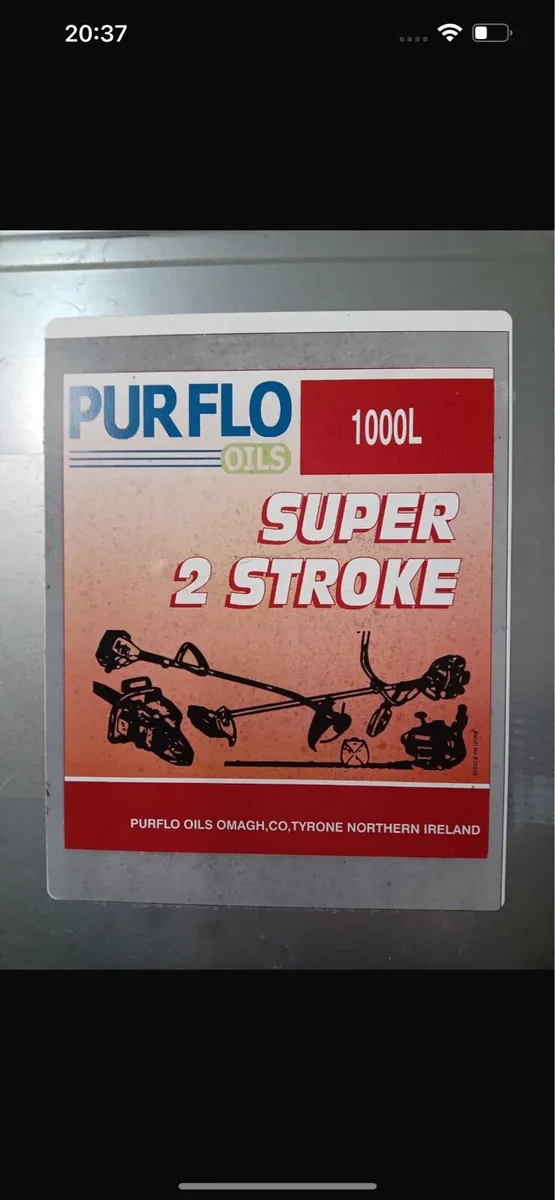 20:37
PURFLO
OILS
1000L
SUPER
2 STROKE
PURFLO OILS OMAGH,CO,TYRONE NORTHERN IRELAND